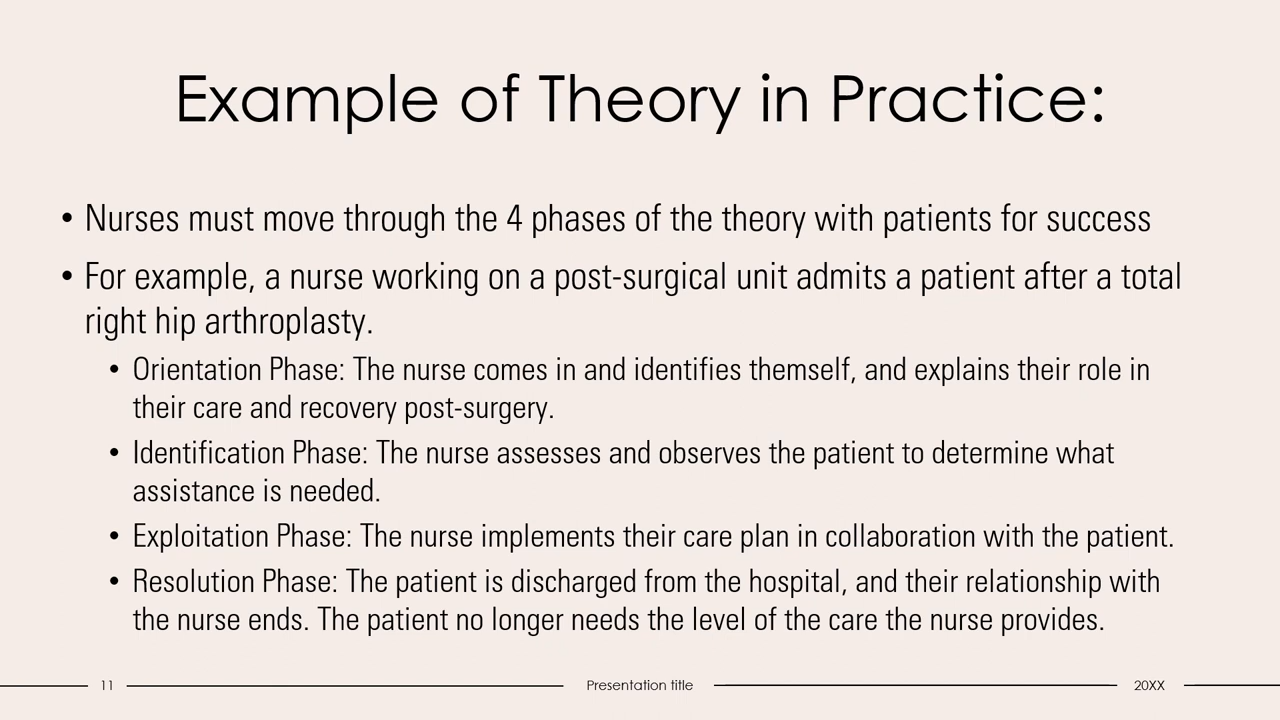 Example of Theory in Practice:
• Nurses must move through the 4 phases of the theory with patients for success
• For example, a nurse working on a post-surgical unit admits a patient after a total
right hip arthroplasty.
• Orientation Phase: The nurse comes in and identifies themself, and explains their role in
their care and recovery post-surgery.
• Identification Phase: The nurse assesses and observes the patient to determine what
assistance is needed.
• Exploitation Phase: The nurse implements their care plan in collaboration with the patient.
• Resolution Phase: The patient is discharged from the hospital, and their relationship with
the nurse ends. The patient no longer needs the level of the care the nurse provides.
11 Presentation title 20XX